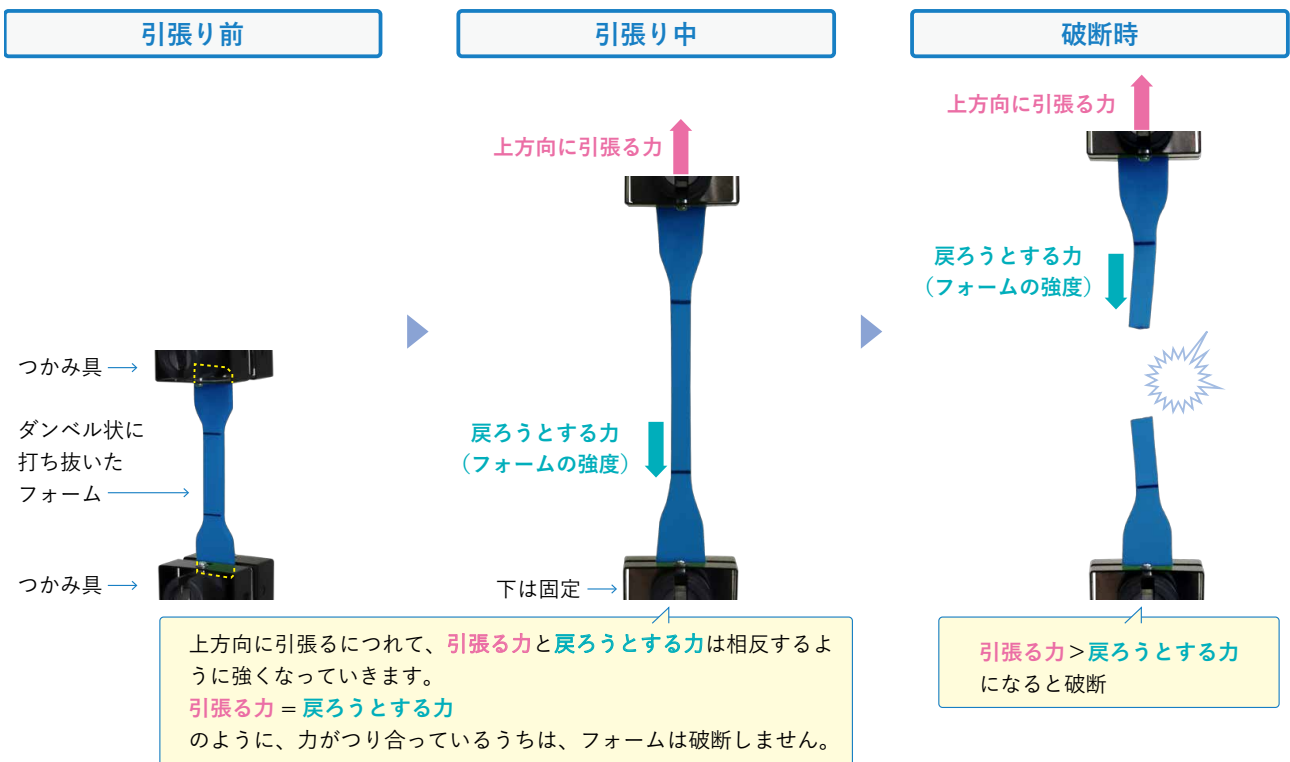 引張り前
引張り中
破断時
上方向に引張る力
上方向に引張る力
戻ろうとする力
（フォームの強度）
つかみ具
ダンベル状に
打ち抜いた
フォーム
戻ろうとする力
（フォームの強度）
つかみ具
下は固定
上方向に引張るにつれて、引張る力と戻ろうとする力は相反するよ
うに強くなっていきます。
引張る力 = 戻ろうとする力
のように、力がつり合っているうちは、フォームは破断しません。
引張る力＞戻ろうとする力
になると破断